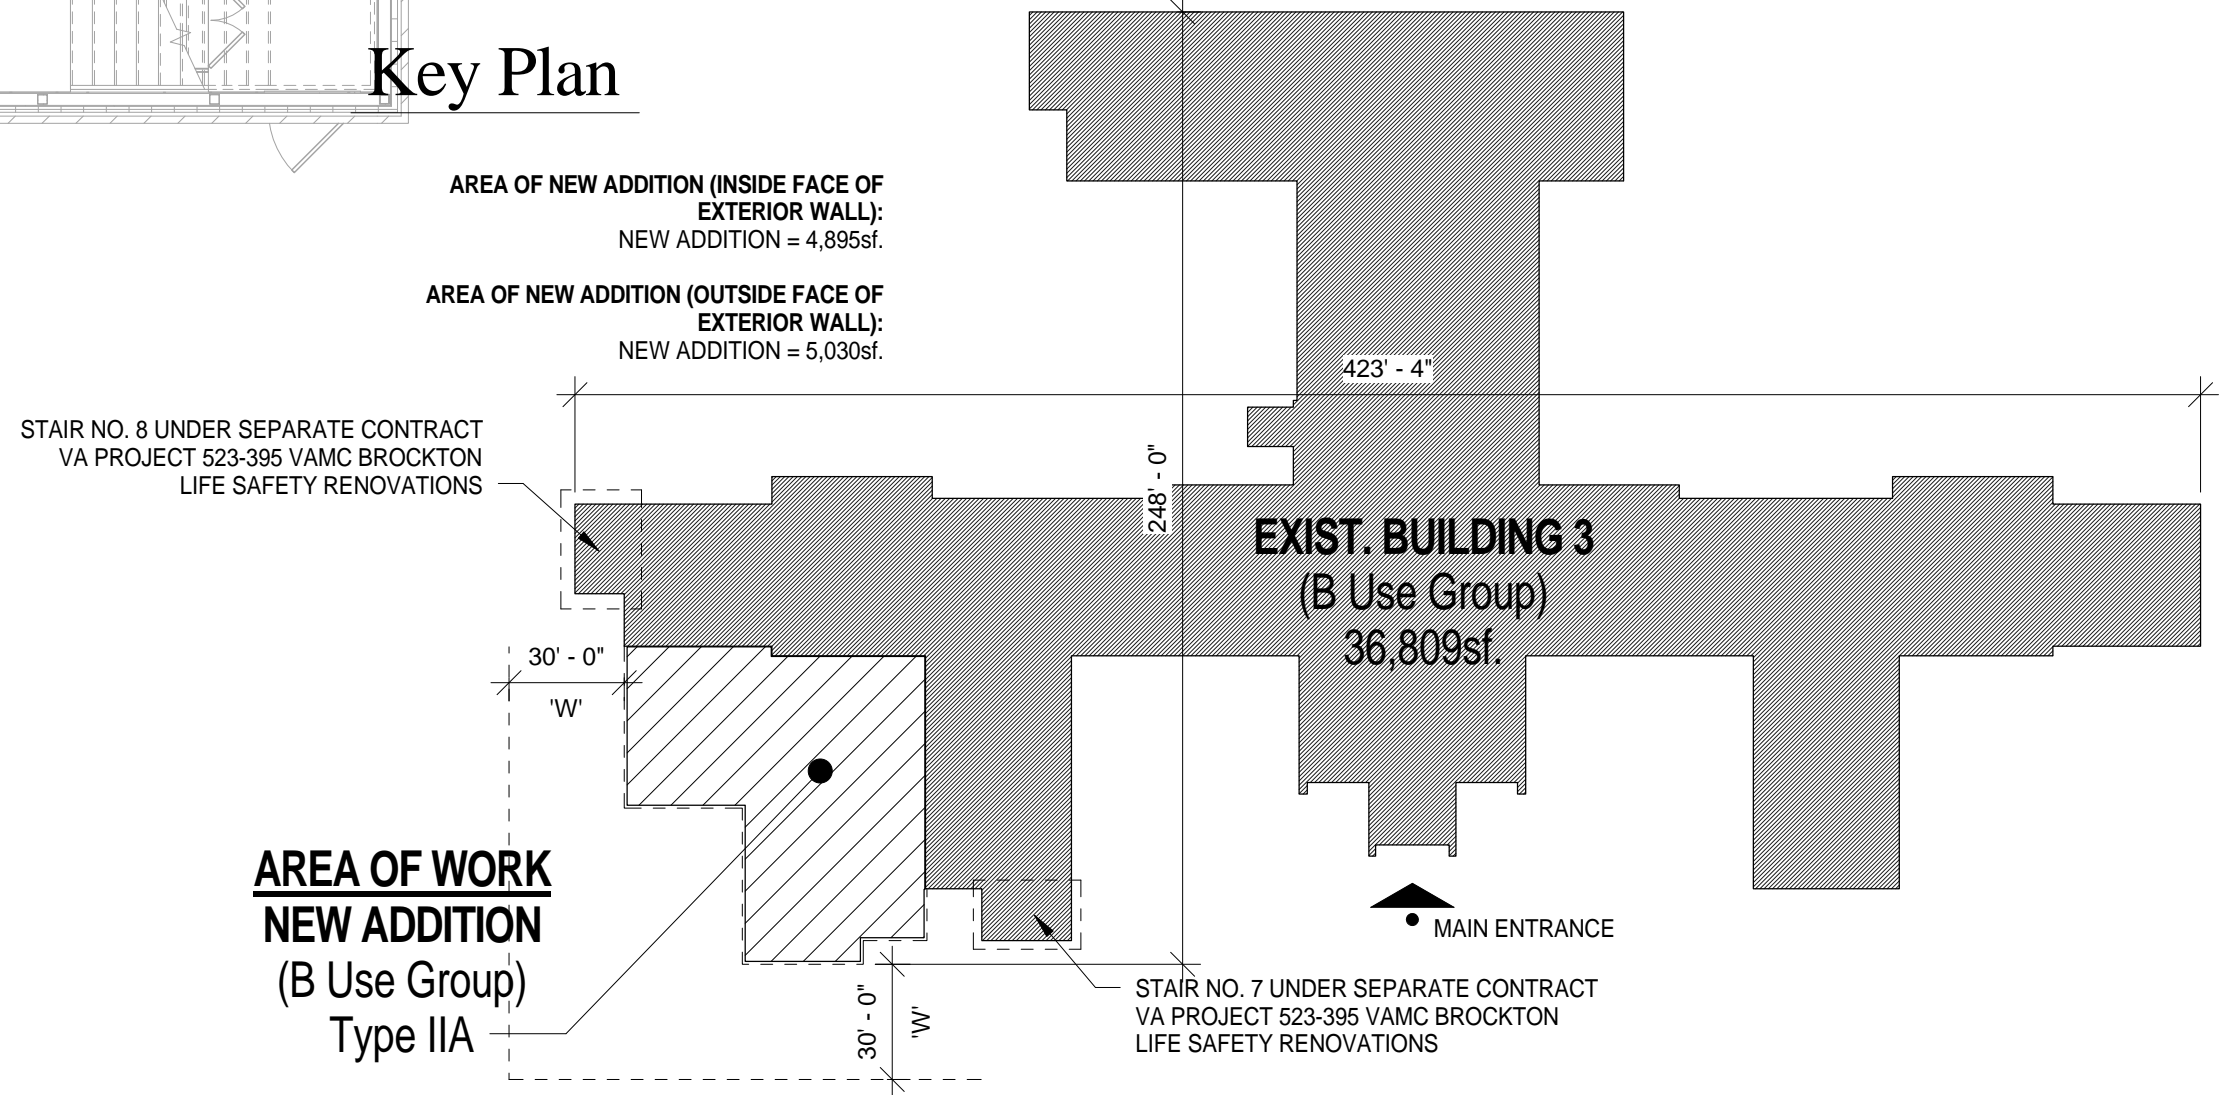 Key Plan
AREA OF NEW ADDITION (INSIDE FACE OF
EXTERIOR WALL):
NEW ADDITION = 4,895sf.
AREA OF NEW ADDITION (OUTSIDE FACE OF
EXTERIOR WALL):
NEW ADDITION = 5,030sf.
423' - 4"
STAIR NO. 8 UNDER SEPARATE CONTRACT
VA PROJECT 523-395 VAMC BROCKTON
LIFE SAFETY RENOVATIONS
248' - 0"
EXIST. BUILDING 3
(B Use Group)
36,809sf.
30' - 0"
'W'
AREA OF WORK
NEW ADDITION
(B Use Group)
Type IIA
MAIN ENTRANCE
30' - 0"
'W'
STAIR NO. 7 UNDER SEPARATE CONTRACT
VA PROJECT 523-395 VAMC BROCKTON
LIFE SAFETY RENOVATIONS